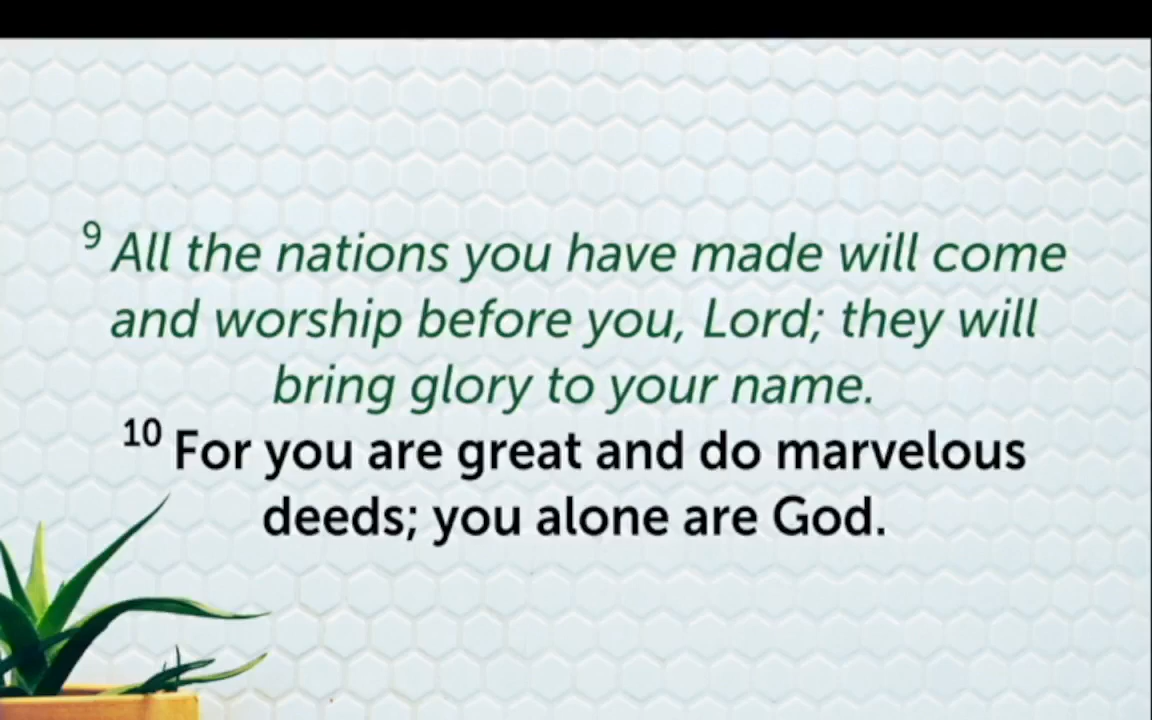 9 All the nations you have made will come
and worship before you, Lord; they will
bring glory to your name.
10 For you are great and do marvelous
deeds; you alone are God.